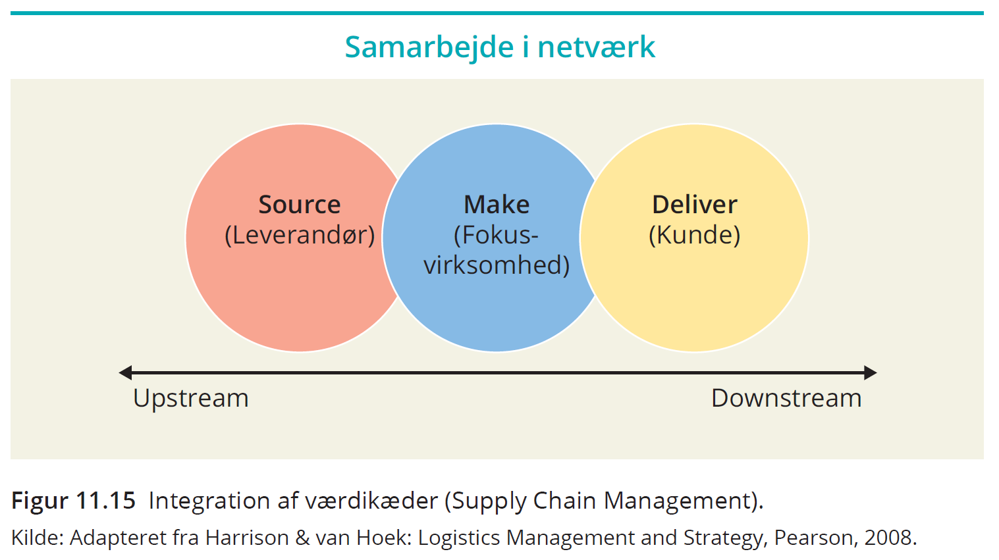 Samarbejde i netværk
Source
(Leverandør)
Make
(Fokus-
virksomhed)
Deliver
(Kunde)
Upstream
Downstream
Figur 11.15 Integration af værdikæder (Supply Chain Management).
Kilde: Adapteret fra Harrison & van Hoek: Logistics Management and Strategy, Pearson, 2008.